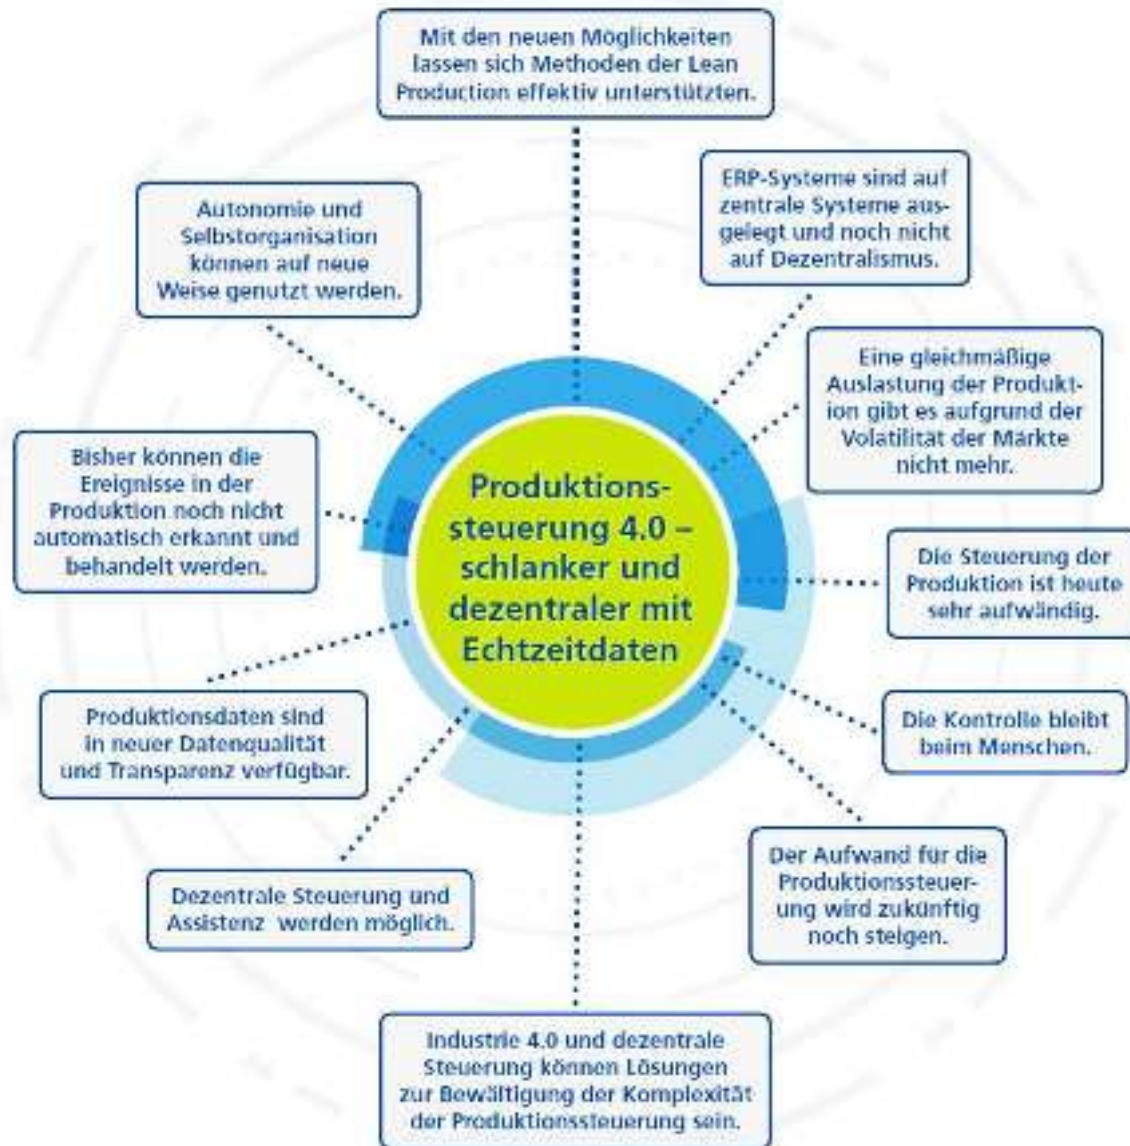 Mit den neuen Möglichkeiten
lassen sich Methoden der Lean
Production effektiv unterstützten.
ERP-Systeme sind auf
zentrale Systeme aus-
gelegt und noch nicht
auf Dezentralismus.
Eine gleichmäßige
Auslastung der Produkt-
ion gibt es aufgrund der
Volatilität der Märkte
nicht mehr.
Die Steuerung der
Produktion ist heute
sehr aufwändig.
Die Kontrolle bleibt
beim Menschen.
Der Aufwand für die
Produktionssteuer-
ung wird zukünftig
noch steigen.
Industrie 4.0 und dezentrale
Steuerung können Lösungen
zur Bewältigung der Komplexität
der Produktionssteuerung sein.
Dezentrale Steuerung und
Assistenz werden möglich.
Produktionsdaten sind
in neuer Datenqualität
und Transparenz verfügbar.
Bisher können die
Ereignisse in der
Produktion noch nicht
automatisch erkannt und
behandelt werden.
Autonomie und
Selbstorganisation
können auf neue
Weise genutzt werden.
Produktions-
steuerung 4.0 –
schlanker und
dezentraler mit
Echtzeitdaten